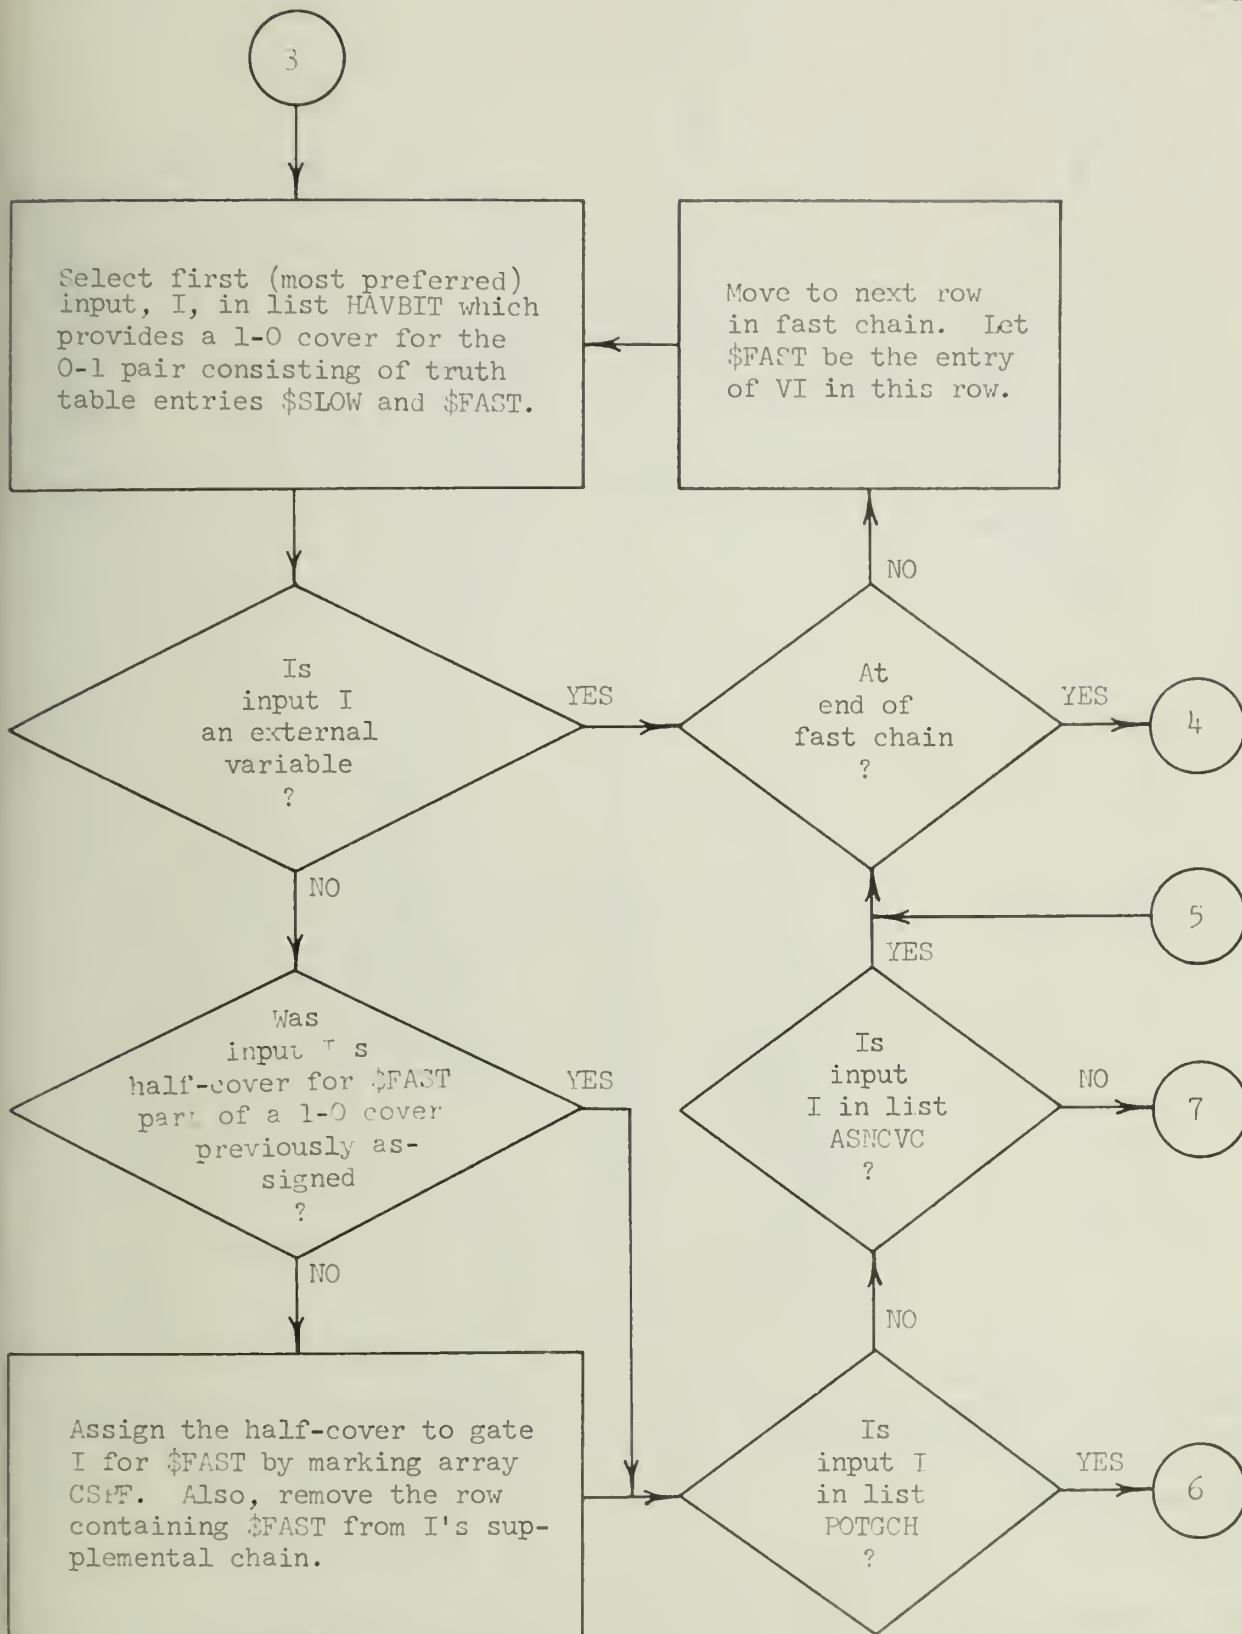 3
Select first (most preferred)
input, I, in list HAVBIT which
provides a 1-0 cover for the
0-1 pair consisting of truth
table entries $SLOW and $FAST.
Move to next row
in fast chain. Let
$FAST be the entry
of VI in this row.
NO
Is
input I
an external
variable
?
YES
At
end of
fast chain
?
YES
4
NO
5
YES
Was
input s
half-cover for $FAST
part of a 1-0 cover
previously as-
signed
?
YES
Is
input
I in list
ASNCVC
?
NO
7
NO
NO
Assign the half-cover to gate
I for $FAST by marking array
Also, remove the row
containing $FAST from I's sup-
plemental chain.
Is
input I
in list
POTGCH
?
YES
6